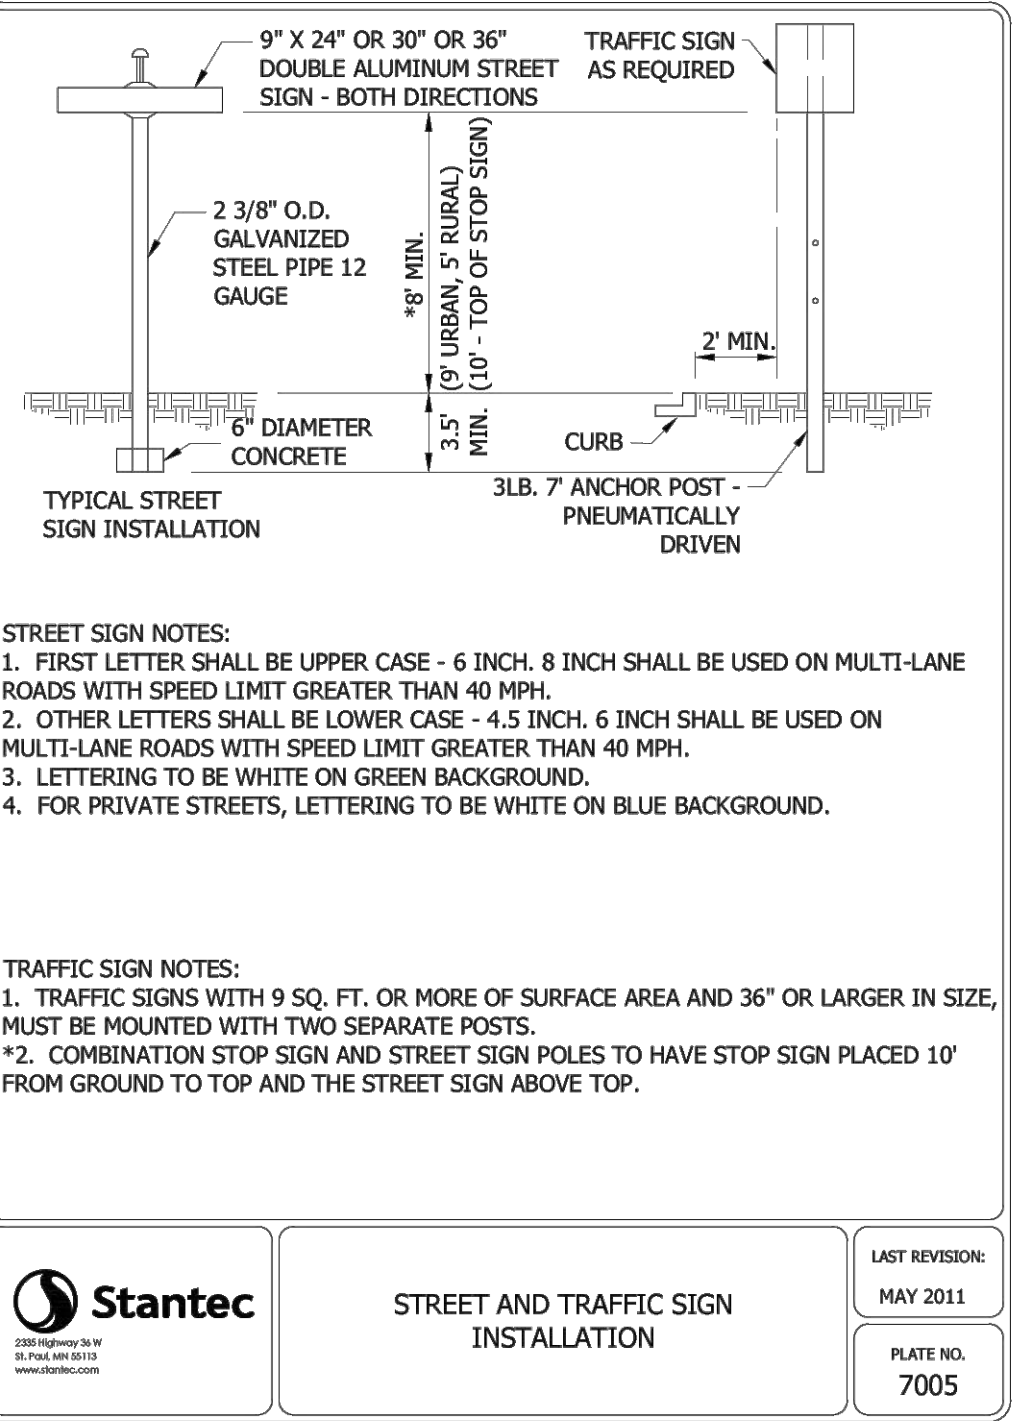 9" X 24" OR 30" OR 36"
DOUBLE ALUMINUM STREET
SIGN - BOTH DIRECTIONS
TRAFFIC SIGN
AS REQUIRED
2 3/8" O.D.
GALVANIZED
STEEL PIPE 12
GAUGE
*8' MIN.
(9' URBAN, 5' RURAL)
(10' - TOP OF STOP SIGN)
2' MIN.
3.5'
MIN.
6" DIAMETER
CONCRETE
CURB
TYPICAL STREET
SIGN INSTALLATION
3LB. 7' ANCHOR POST -
PNEUMATICALLY
DRIVEN
STREET SIGN NOTES:
1. FIRST LETTER SHALL BE UPPER CASE - 6 INCH. 8 INCH SHALL BE USED ON MULTI-LANE
ROADS WITH SPEED LIMIT GREATER THAN 40 MPH.
2. OTHER LETTERS SHALL BE LOWER CASE - 4.5 INCH. 6 INCH SHALL BE USED ON
MULTI-LANE ROADS WITH SPEED LIMIT GREATER THAN 40 MPH.
3. LETTERING TO BE WHITE ON GREEN BACKGROUND.
4. FOR PRIVATE STREETS, LETTERING TO BE WHITE ON BLUE BACKGROUND.
TRAFFIC SIGN NOTES:
1. TRAFFIC SIGNS WITH 9 SQ. FT. OR MORE OF SURFACE AREA AND 36" OR LARGER IN SIZE,
MUST BE MOUNTED WITH TWO SEPARATE POSTS.
*2. COMBINATION STOP SIGN AND STREET SIGN POLES TO HAVE STOP SIGN PLACED 10'
FROM GROUND TO TOP AND THE STREET SIGN ABOVE TOP.
Stantec
2335 Highway 36 W
St. Paul, MN 55113
www.stantec.com
STREET AND TRAFFIC SIGN
INSTALLATION
LAST REVISION:
MAY 2011
PLATE NO.
7005